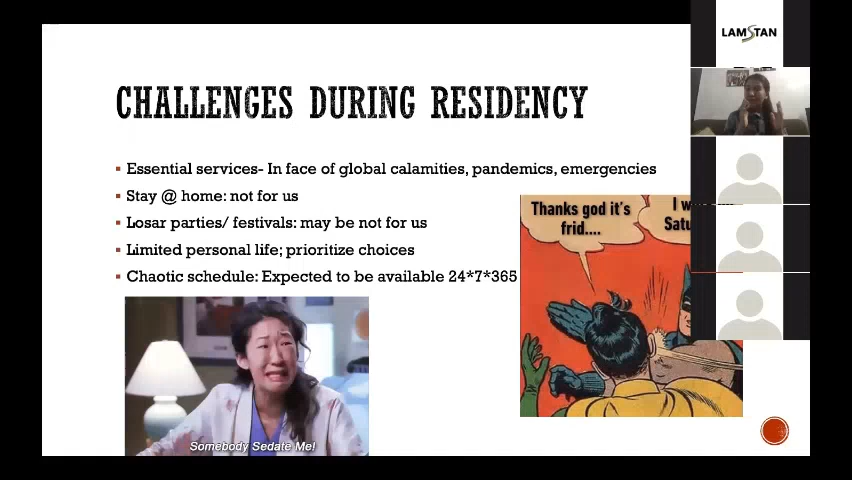 LAMSTAN
CHALLENGES DURING RESIDENCY
Essential services- In face of global calamities, pandemics, emergencies
Stay @ home: not for us
Losar parties/ festivals: may be not for us
Limited personal life; prioritize choices
Chaotic schedule: Expected to be available 24*7*365
Thanks god it's
frid....
I
Satu
Somebody Sedate Me!